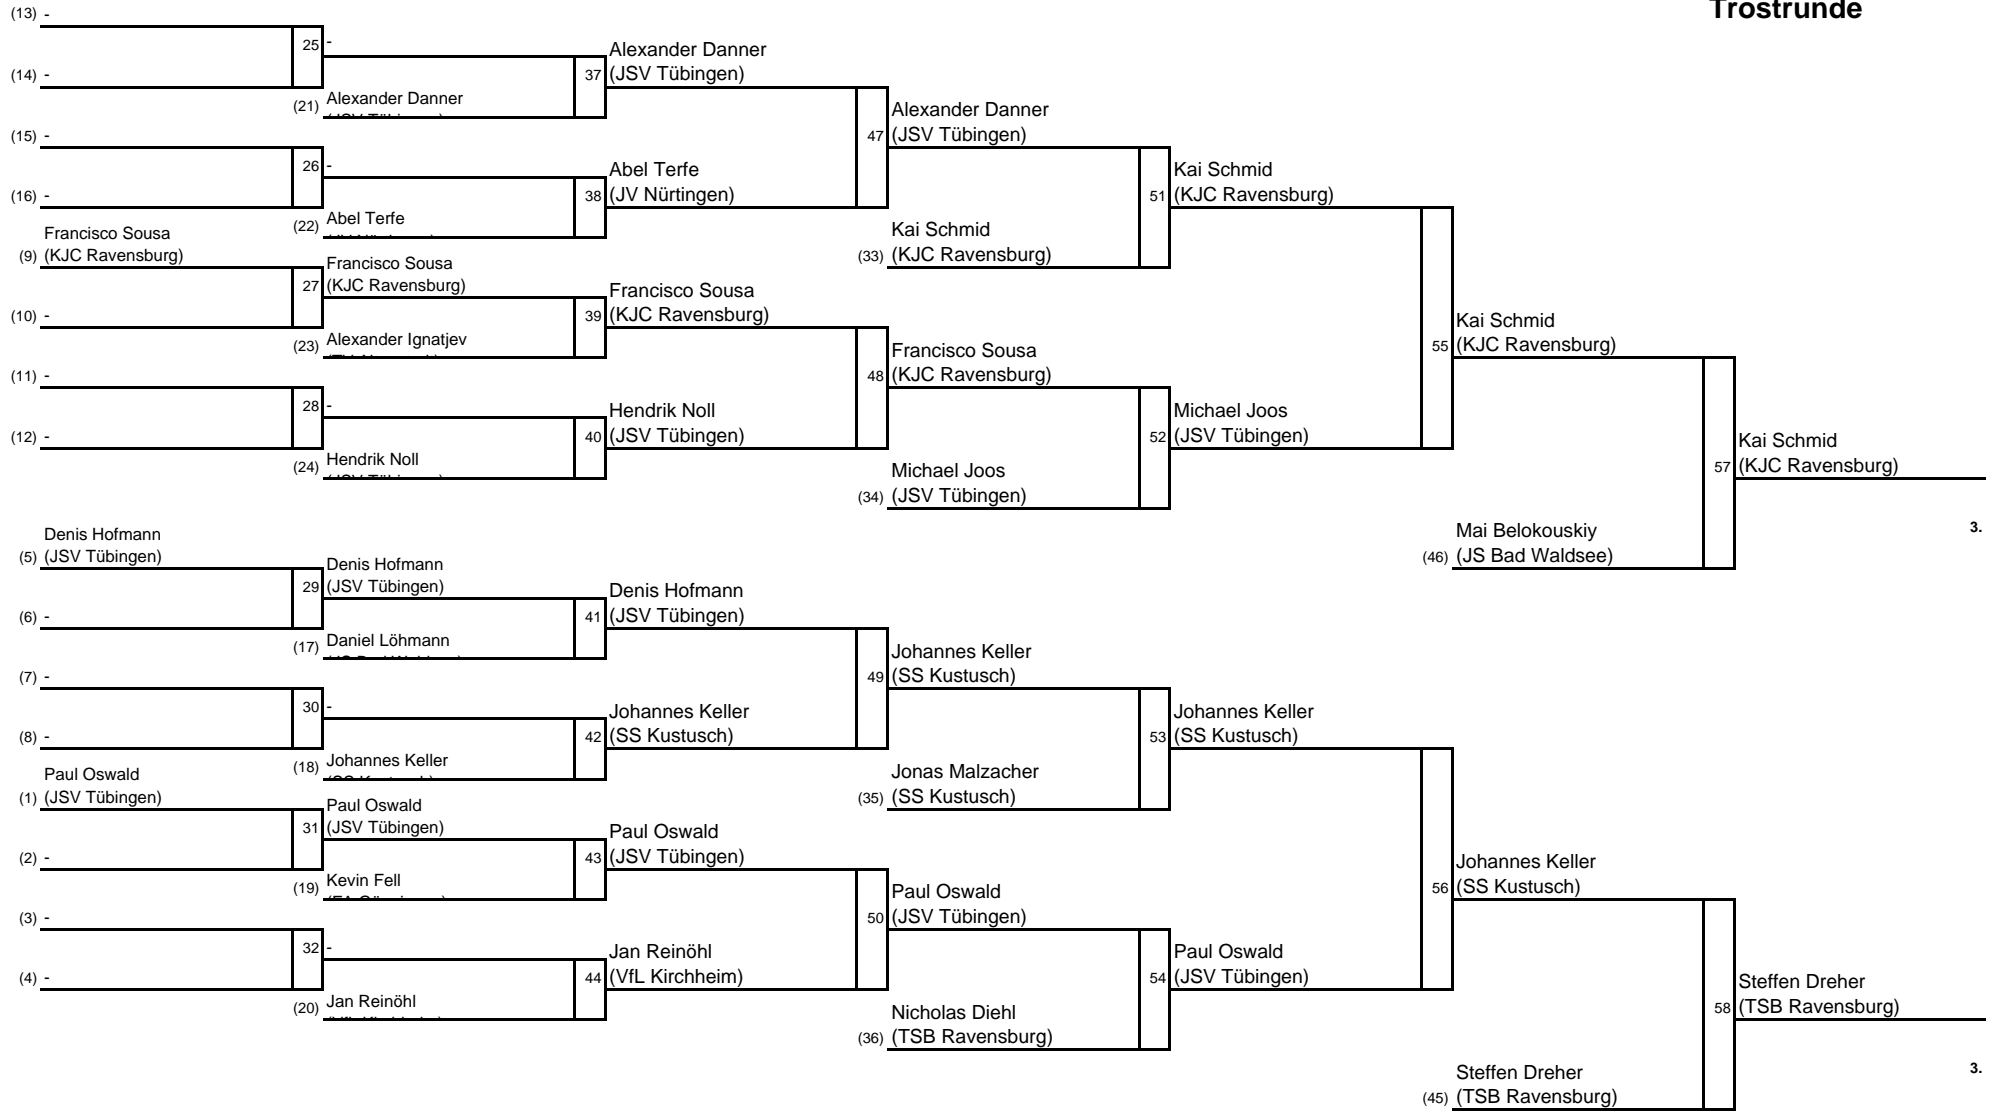 Trostrunde
(13) -
25 -
(14) -
(21) Alexander Danner
37 Alexander Danner
(JSV Tübingen)
(15) -
26 -
(16) -
(22) Abel Terfe
38 Abel Terfe
(JV Nürtingen)
47 Alexander Danner
(JSV Tübingen)
(33) Kai Schmid
(KJC Ravensburg)
51 Kai Schmid
(KJC Ravensburg)
(9) Francisco Sousa
(KJC Ravensburg)
27 Francisco Sousa
(KJC Ravensburg)
(10) -
(23) Alexander Ignatjev
39 Francisco Sousa
(KJC Ravensburg)
(11) -
28 -
(12) -
(24) Hendrik Noll
40 Hendrik Noll
(JSV Tübingen)
48 Francisco Sousa
(KJC Ravensburg)
(34) Michael Joos
(JSV Tübingen)
52 Michael Joos
(JSV Tübingen)
55 Kai Schmid
(KJC Ravensburg)
(46) Mai Belokouskiy
(JS Bad Waldsee)
57 Kai Schmid
(KJC Ravensburg)
3.
(5) Denis Hofmann
(JSV Tübingen)
29 Denis Hofmann
(JSV Tübingen)
(6) -
(17) Daniel Löhmann
41 Denis Hofmann
(JSV Tübingen)
(7) -
30 -
(8) -
(18) Johannes Keller
42 Johannes Keller
(SS Kustusch)
49 Johannes Keller
(SS Kustusch)
(35) Jonas Malzacher
(SS Kustusch)
53 Johannes Keller
(SS Kustusch)
(1) Paul Oswald
(JSV Tübingen)
31 Paul Oswald
(JSV Tübingen)
(2) -
(19) Kevin Fell
43 Paul Oswald
(JSV Tübingen)
(3) -
32 -
(4) -
(20) Jan Reinöhl
44 Jan Reinöhl
(VfL Kirchheim)
50 Paul Oswald
(JSV Tübingen)
(36) Nicholas Diehl
(TSB Ravensburg)
54 Paul Oswald
(JSV Tübingen)
56 Johannes Keller
(SS Kustusch)
(45) Steffen Dreher
(TSB Ravensburg)
58 Steffen Dreher
(TSB Ravensburg)
3.